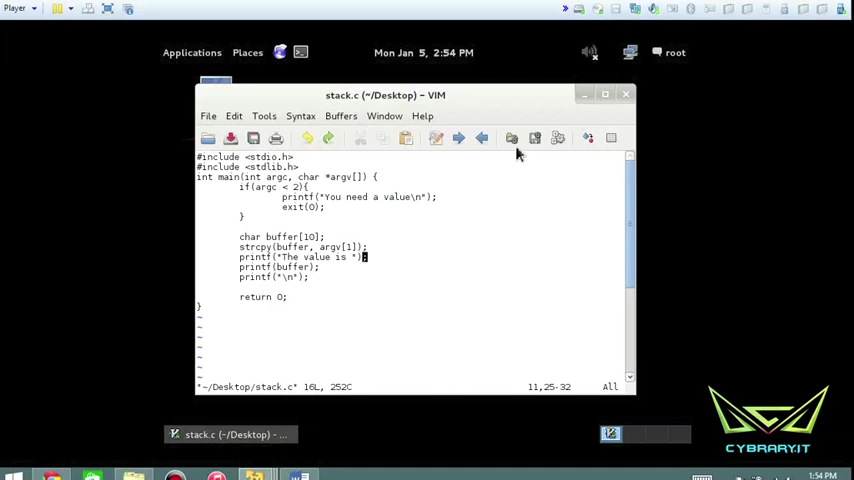 Player
Applications Places Mon Jan 5, 2:54 PM root
stack.c (~/Desktop) - VIM
File Edit Tools Syntax Buffers Window Help
#include <stdio.h>
#include <stdlib.h>
int main(int argc, char *argv[]) {
if(argc < 2){
printf("You need a value\n");
exit(0);
}
char buffer[10];
strcpy(buffer, argv[1]);
printf("The value is ");
printf(buffer);
printf("\n");
return 0;
}
~
~
~
~
~
~
~
"~/Desktop/stack.c" 16L, 252C 11,25-32 All
stack.c (~/Desktop) - ...
CYBRARY.IT
1:54 PM